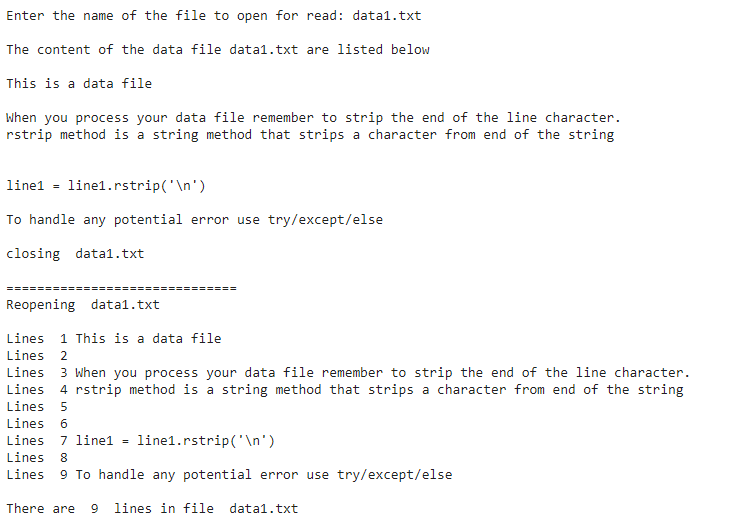 Enter the name of the file to open for read: data1.txt
The content of the data file data1.txt are listed below
This is a data file
When you process your data file remember to strip the end of the line character.
rstrip method is a string method that strips a character from end of the string
line1 = line1.rstrip('\n')
To handle any potential error use try/except/else
closing  data1.txt
==============================
Reopening  data1.txt
Lines  1 This is a data file
Lines  2
Lines  3 When you process your data file remember to strip the end of the line character.
Lines  4 rstrip method is a string method that strips a character from end of the string
Lines  5
Lines  6
Lines  7 line1 = line1.rstrip('\n')
Lines  8
Lines  9 To handle any potential error use try/except/else
There are  9  lines in file  data1.txt